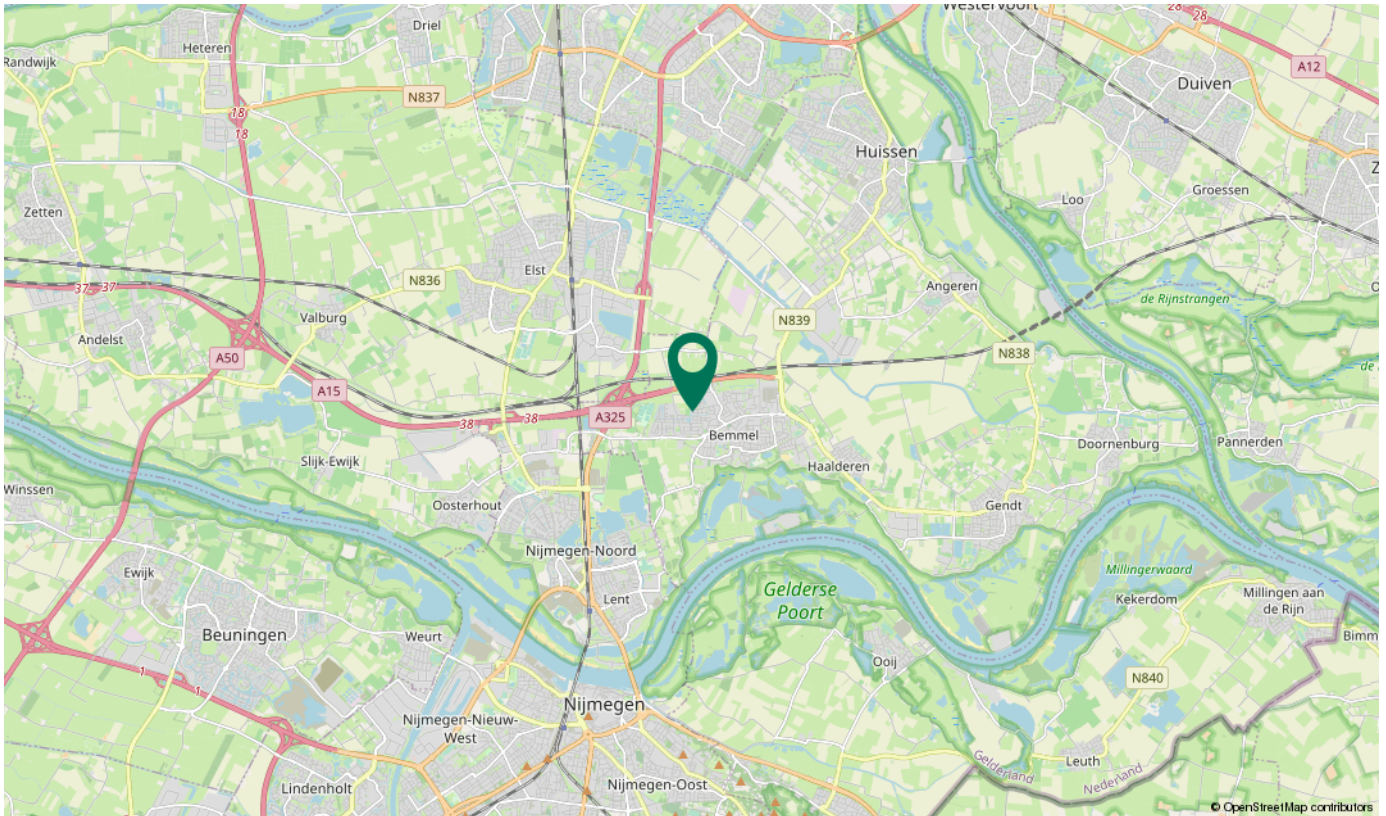 Westervoort
28
28
Driel
Heteren
A12
Randwijk
Duiven
N837
18
18
Huissen
Z
Groessen
Loo
Zetten
Elst
N836
Angeren
37
37
de Rijnstrangen
Valburg
N839
Andelst
A50
N838
A15
A325
38
38
Bemmel
Doornenburg
Pannerden
Slijk-Ewijk
Haalderen
Winssen
Oosterhout
Gendt
Nijmegen-Noord
Ewijk
Millingerwaard
Gelderse
Poort
Lent
Kekerdom
Millingen aan
de Rijn
Beuningen
Weurt
Bimm
Ooij
1
N840
1
Nijmegen
Nijmegen-Nieuw-
West
Leuth
Gelderland
Nederland
Lindenholt
Nijmegen-Oost
© OpenStreetMap contributors